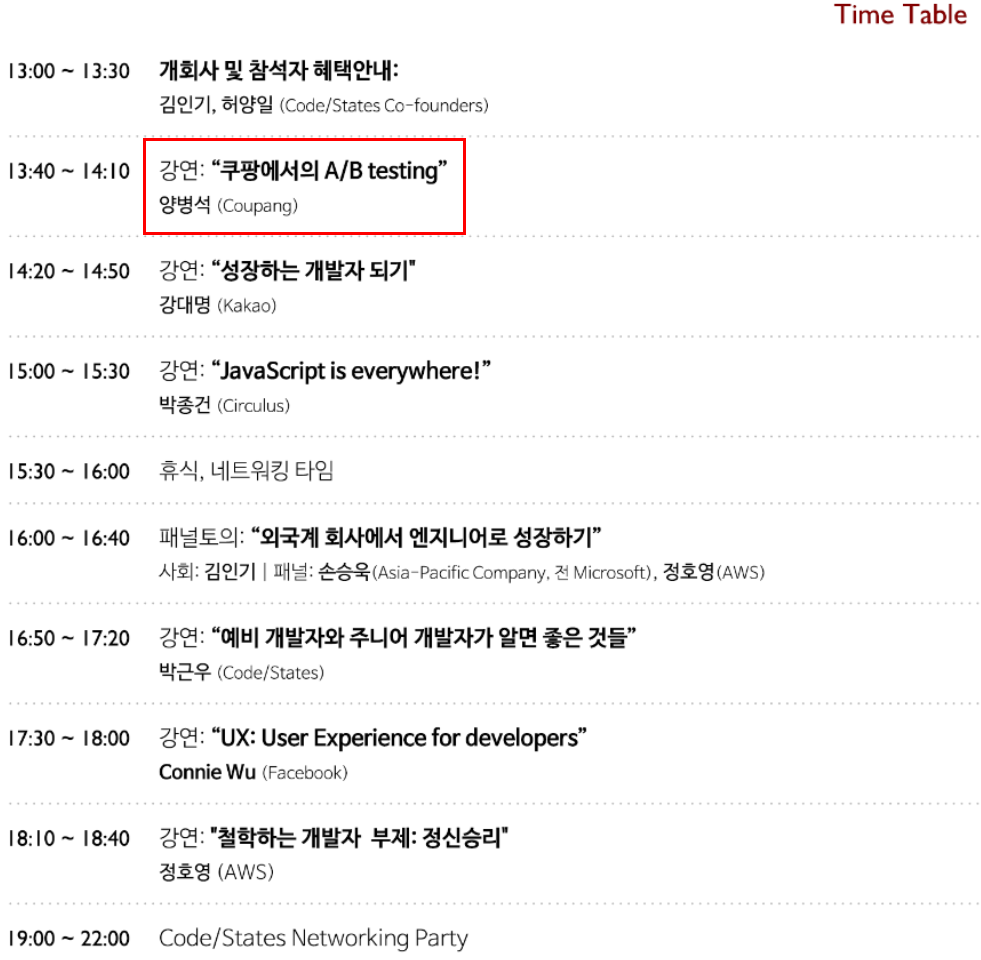 Time Table
13:00 ~ 13:30 개회사 및 참석자 혜택안내:
김인기, 허양일 (Code/States Co-founders)
13:40 ~ 14:10 강연: “쿠팡에서의 A/B testing”
양병석 (Coupang)
14:20 ~ 14:50 강연: “성장하는 개발자 되기"
강대명 (Kakao)
15:00 ~ 15:30 강연: “JavaScript is everywhere!”
박종건 (Circulus)
15:30 ~ 16:00 휴식, 네트워킹 타임
16:00 ~ 16:40 패널토의: “외국계 회사에서 엔지니어로 성장하기”
사회: 김인기 | 패널: 손승욱(Asia-Pacific Company, 전 Microsoft), 정호영(AWS)
16:50 ~ 17:20 강연: “예비 개발자와 주니어 개발자가 알면 좋은 것들”
박근우 (Code/States)
17:30 ~ 18:00 강연: “UX: User Experience for developers”
Connie Wu (Facebook)
18:10 ~ 18:40 강연: "철학하는 개발자 부제: 정신승리"
정호영 (AWS)
19:00 ~ 22:00 Code/States Networking Party